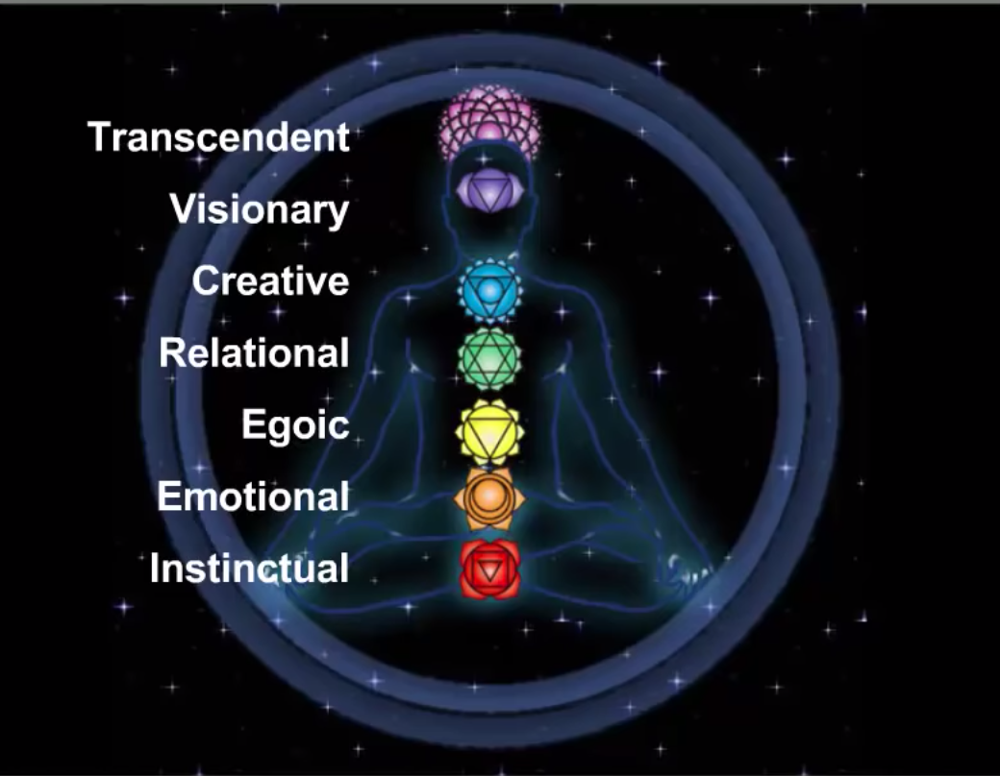 Transcendent
Visionary
Creative
Relational
Egoic
Emotional
Instinctual